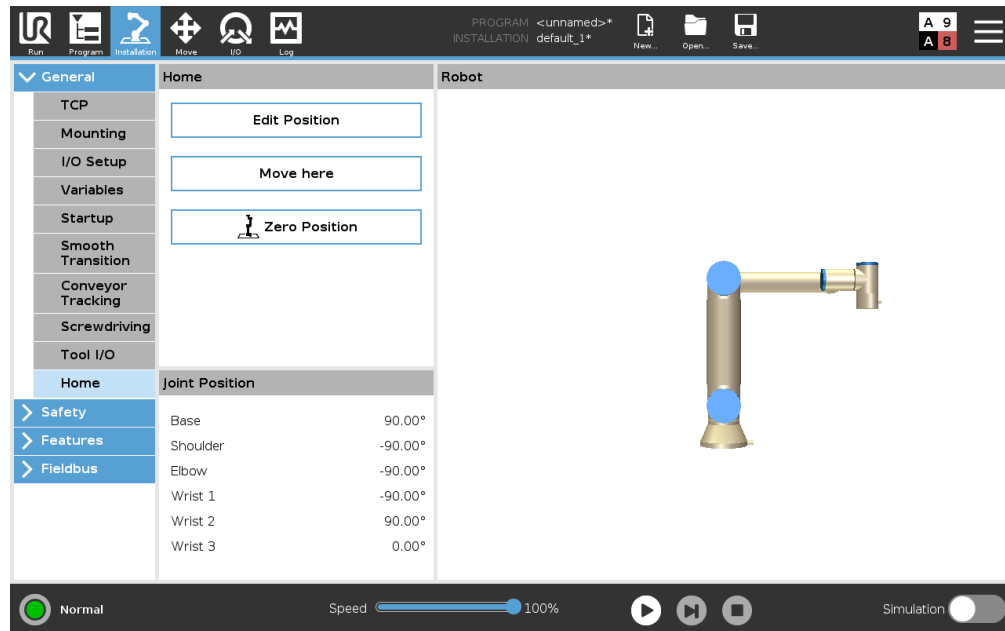 PROGRAM <unnamed>*
INSTALLATION default_1*
Run
Program
Installation
Move
I/O
Log
New...
Open...
Save...
A 9
A 8
General
TCP
Mounting
I/O Setup
Variables
Startup
Smooth
Transition
Conveyor
Tracking
Screwdriving
Tool I/O
Home
Safety
Features
Fieldbus
Home
Edit Position
Move here
Zero Position
Joint Position
Base 90.00°
Shoulder -90.00°
Elbow -90.00°
Wrist 1 -90.00°
Wrist 2 90.00°
Wrist 3 0.00°
Robot
Normal
Speed 100%
Simulation